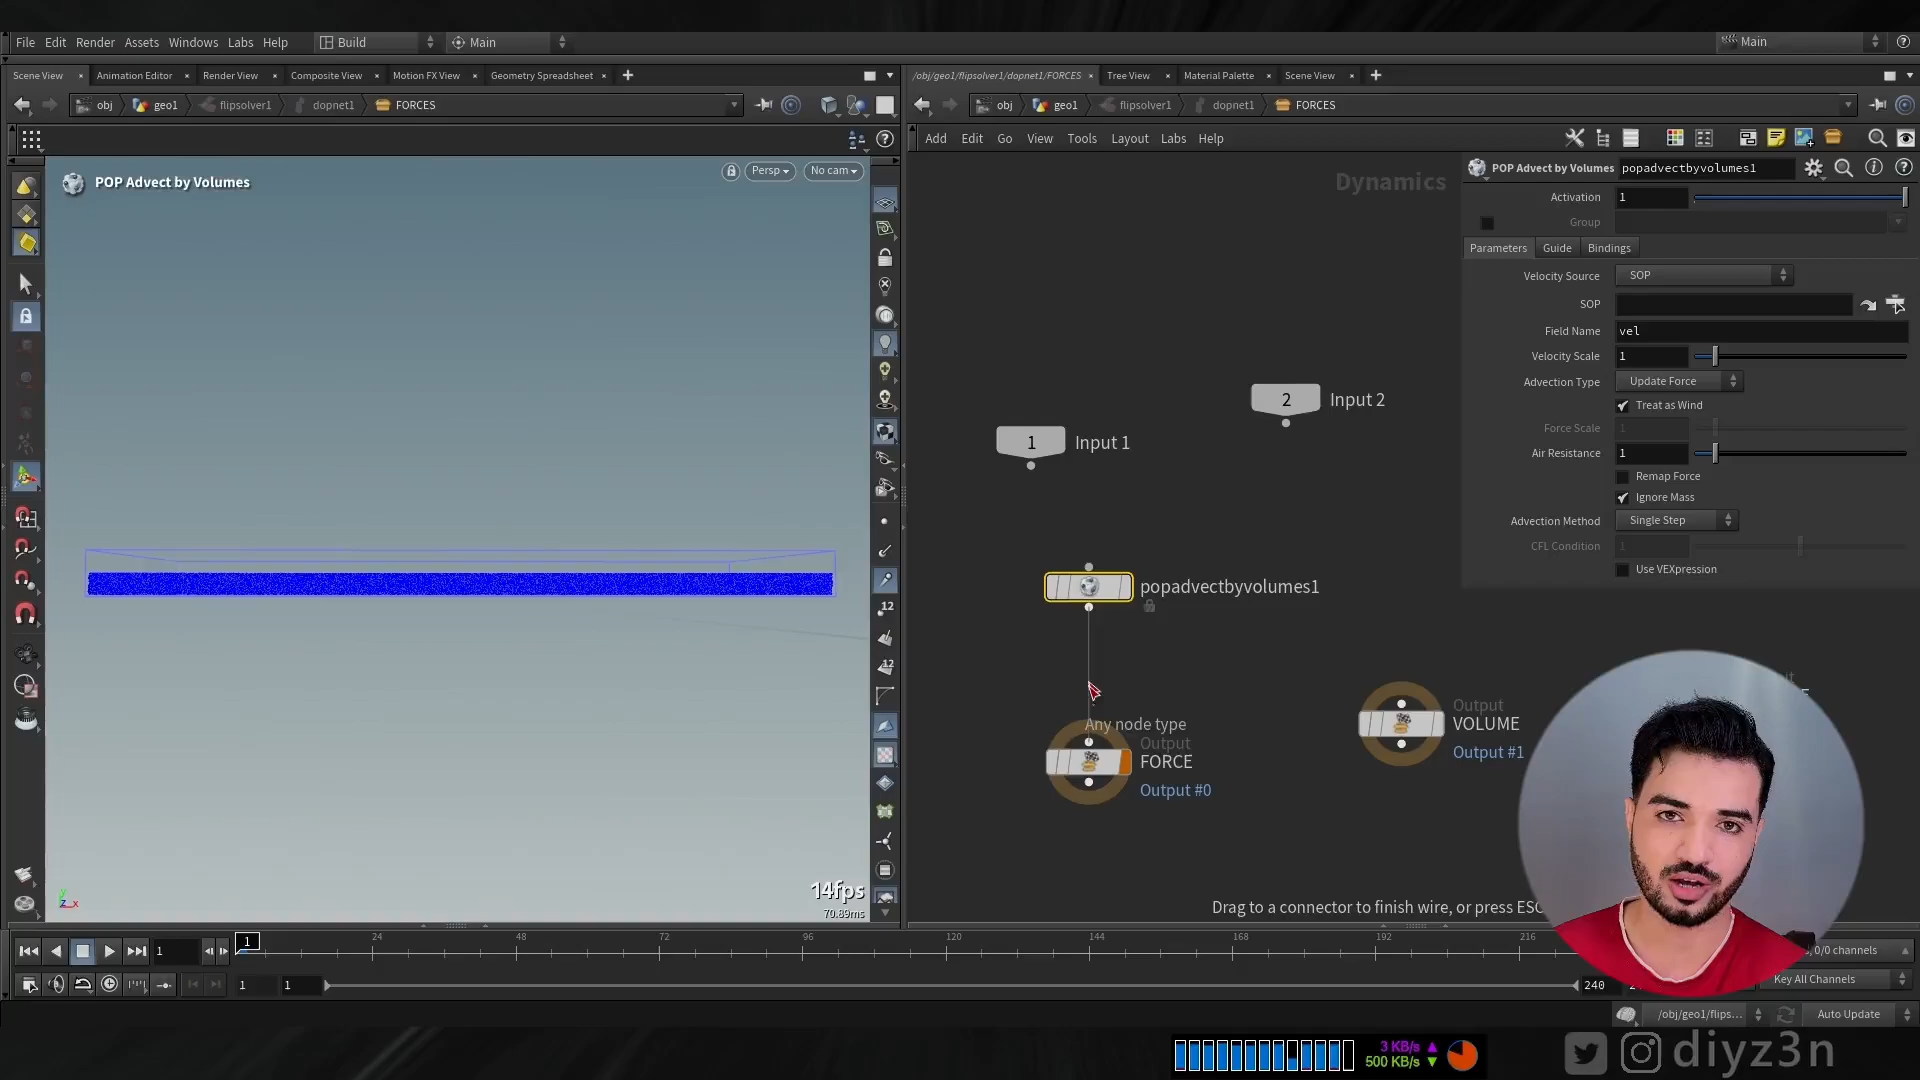 File Edit Render Assets Windows Labs Help Build Main Main
Scene View Animation Editor Render View Composite View Motion FX View Geometry Spreadsheet
/obj/geo1/flipsolver1/dopnet1/FORCES Tree View Material Palette Scene View
obj geo1 flipsolver1 dopnet1 FORCES
obj geo1 flipsolver1 dopnet1 FORCES
Add Edit Go View Tools Layout Labs Help
POP Advect by Volumes
Persp No cam
Dynamics
POP Advect by Volumes popadvectbyvolumes1
Activation 1
Group
Parameters Guide Bindings
Velocity Source SOP
SOP
Field Name vel
Velocity Scale 1
Advection Type Update Force
Treat as Wind
Force Scale 1
Air Resistance 1
Remap Force
Ignore Mass
Advection Method Single Step
CFL Condition 1
Use VEXpression
2 Input 2
1 Input 1
popadvectbyvolumes1
Any node type
Output
FORCE
Output #0
Output
VOLUME
Output #1
12
12
14fps
70.89ms
y
z x
Drag to a connector to finish wire, or press ESC
1 1 24 48 72 96 120 144 168 192 216
0/0 channels
1 1 240
Key All Channels
/obj/geo1/flips... Auto Update
3 KB/s
500 KB/s
diyz3n